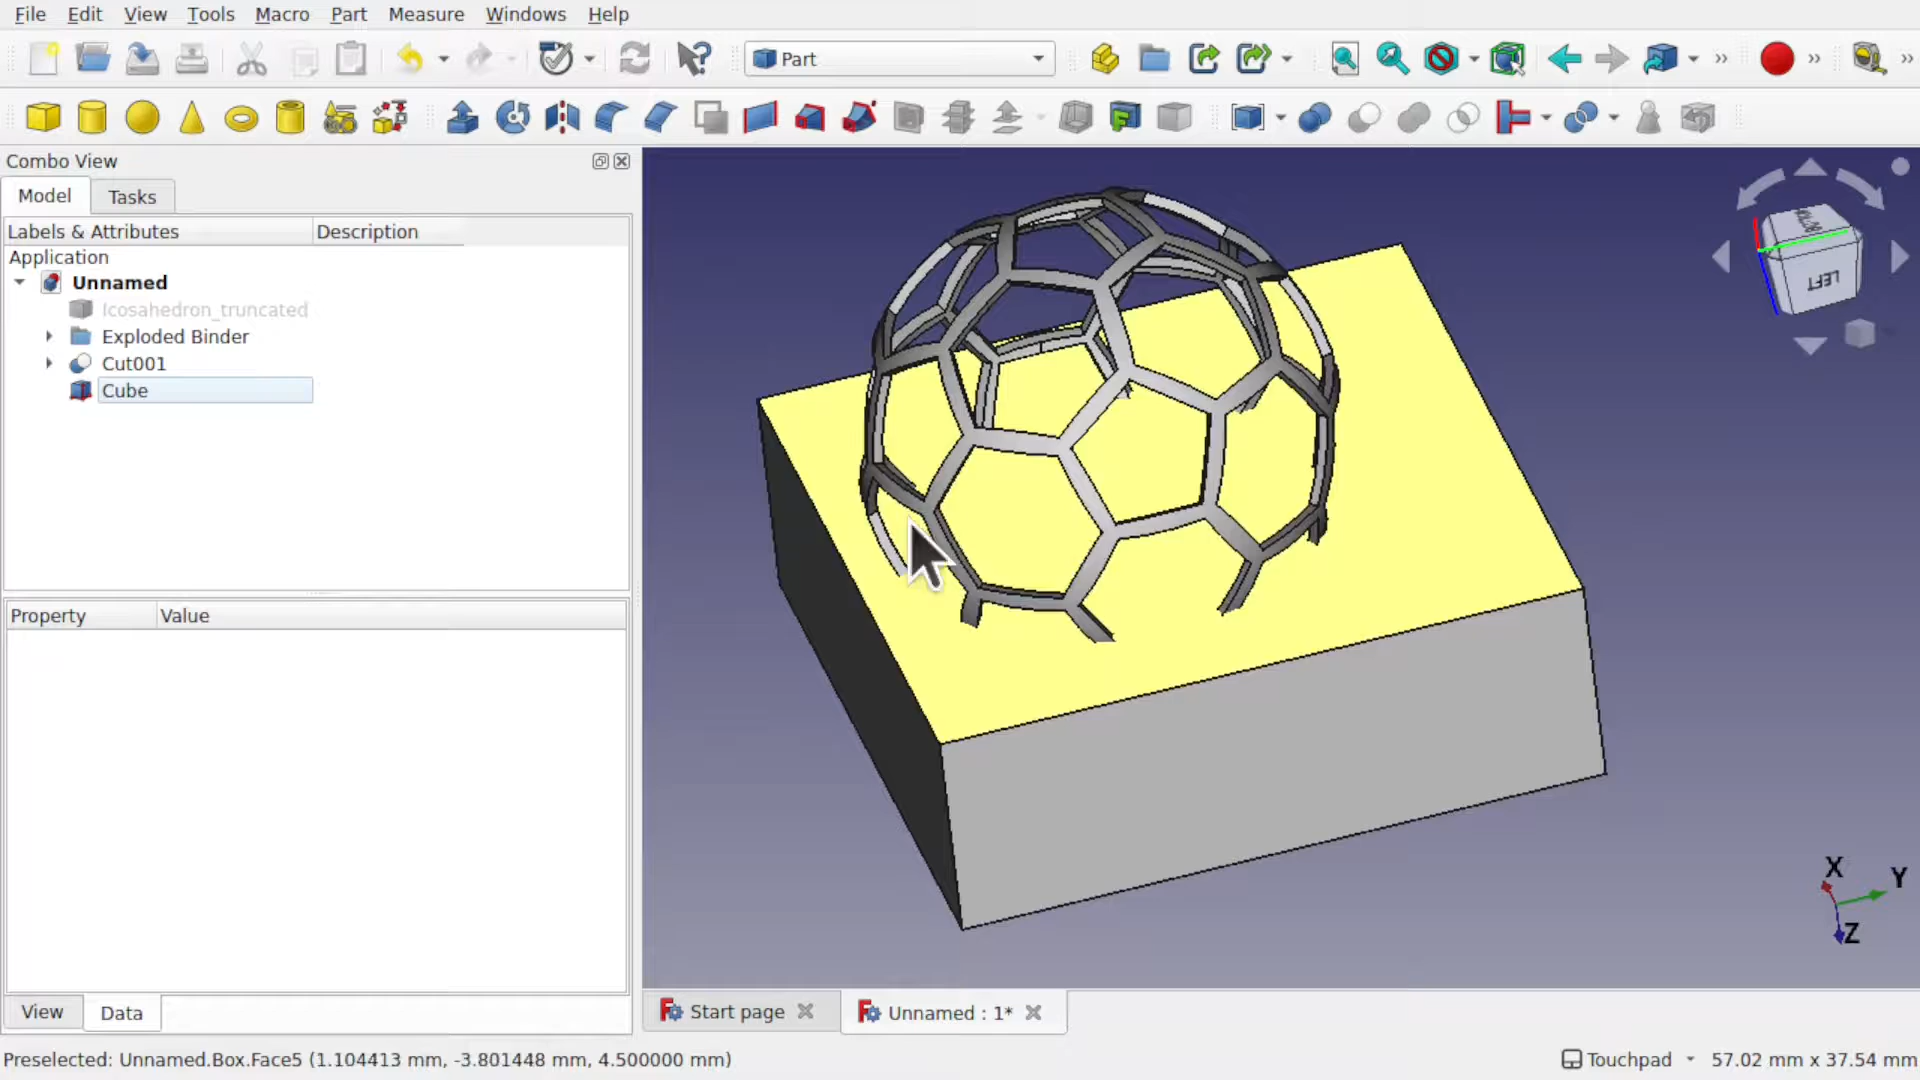 File Edit View Tools Macro Part Measure Windows Help
Part
Combo View
Model Tasks
Labels & Attributes Description
Application
Unnamed
Icosahedron_truncated
Exploded Binder
Cut001
Cube
Property Value
View Data
LEFT
X
Y
Z
Start page
Unnamed : 1*
Preselected: Unnamed.Box.Face5 (1.104413 mm, -3.801448 mm, 4.500000 mm)
Touchpad 57.02 mm x 37.54 mm